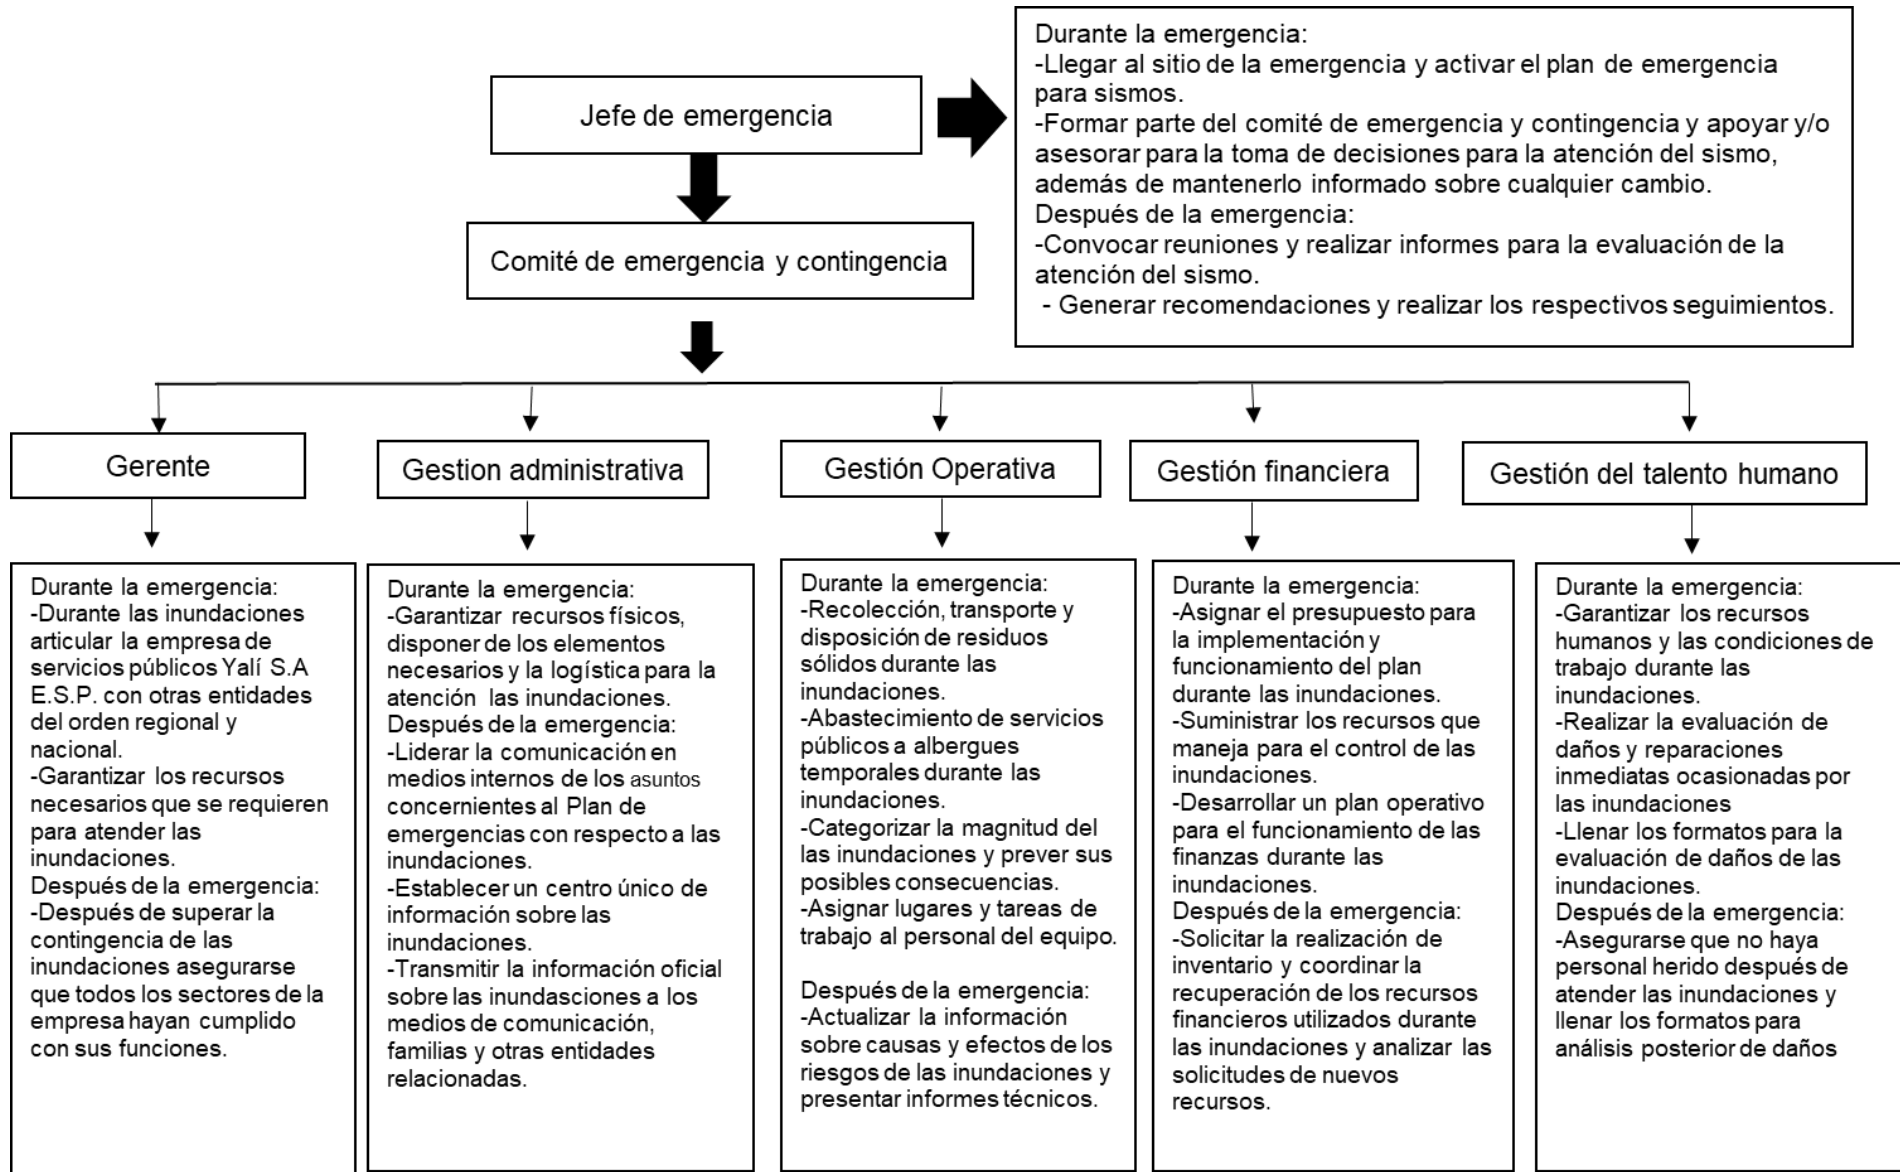 Jefe de emergencia
Durante la emergencia:
-Llegar al sitio de la emergencia y activar el plan de emergencia
para sismos.
-Formar parte del comité de emergencia y contingencia y apoyar y/o
asesorar para la toma de decisiones para la atención del sismo,
además de mantenerlo informado sobre cualquier cambio.
Después de la emergencia:
-Convocar reuniones y realizar informes para la evaluación de la
atención del sismo.
- Generar recomendaciones y realizar los respectivos seguimientos.
Comité de emergencia y contingencia
Gerente
Gestion administrativa
Gestión Operativa
Gestión financiera
Gestión del talento humano
Durante la emergencia:
-Durante las inundaciones
articular la empresa de
servicios públicos Yalí S.A
E.S.P. con otras entidades
del orden regional y
nacional.
-Garantizar los recursos
necesarios que se requieren
para atender las
inundaciones.
Después de la emergencia:
-Después de superar la
contingencia de las
inundaciones asegurarse
que todos los sectores de la
empresa hayan cumplido
con sus funciones.
Durante la emergencia:
-Garantizar recursos físicos,
disponer de los elementos
necesarios y la logística para la
atención las inundaciones.
Después de la emergencia:
-Liderar la comunicación en
medios internos de los asuntos
concernientes al Plan de
emergencias con respecto a las
inundaciones.
-Establecer un centro único de
información sobre las
inundaciones.
-Transmitir la información oficial
sobre las inundasciones a los
medios de comunicación,
familias y otras entidades
relacionadas.
Durante la emergencia:
-Recolección, transporte y
disposición de residuos
sólidos durante las
inundaciones.
-Abastecimiento de servicios
públicos a albergues
temporales durante las
inundaciones.
-Categorizar la magnitud del
las inundaciones y prever sus
posibles consecuencias.
-Asignar lugares y tareas de
trabajo al personal del equipo.
Después de la emergencia:
-Actualizar la información
sobre causas y efectos de los
riesgos de las inundaciones y
presentar informes técnicos.
Durante la emergencia:
-Asignar el presupuesto para
la implementación y
funcionamiento del plan
durante las inundaciones.
-Suministrar los recursos que
maneja para el control de las
inundaciones.
-Desarrollar un plan operativo
para el funcionamiento de las
finanzas durante las
inundaciones.
Después de la emergencia:
-Solicitar la realización de
inventario y coordinar la
recuperación de los recursos
financieros utilizados durante
las inundaciones y analizar las
solicitudes de nuevos
recursos.
Durante la emergencia:
-Garantizar los recursos
humanos y las condiciones de
trabajo durante las
inundaciones.
-Realizar la evaluación de
daños y reparaciones
inmediatas ocasionadas por
las inundaciones
-Llenar los formatos para la
evaluación de daños de las
inundaciones.
Después de la emergencia:
-Asegurarse que no haya
personal herido después de
atender las inundaciones y
llenar los formatos para
análisis posterior de daños